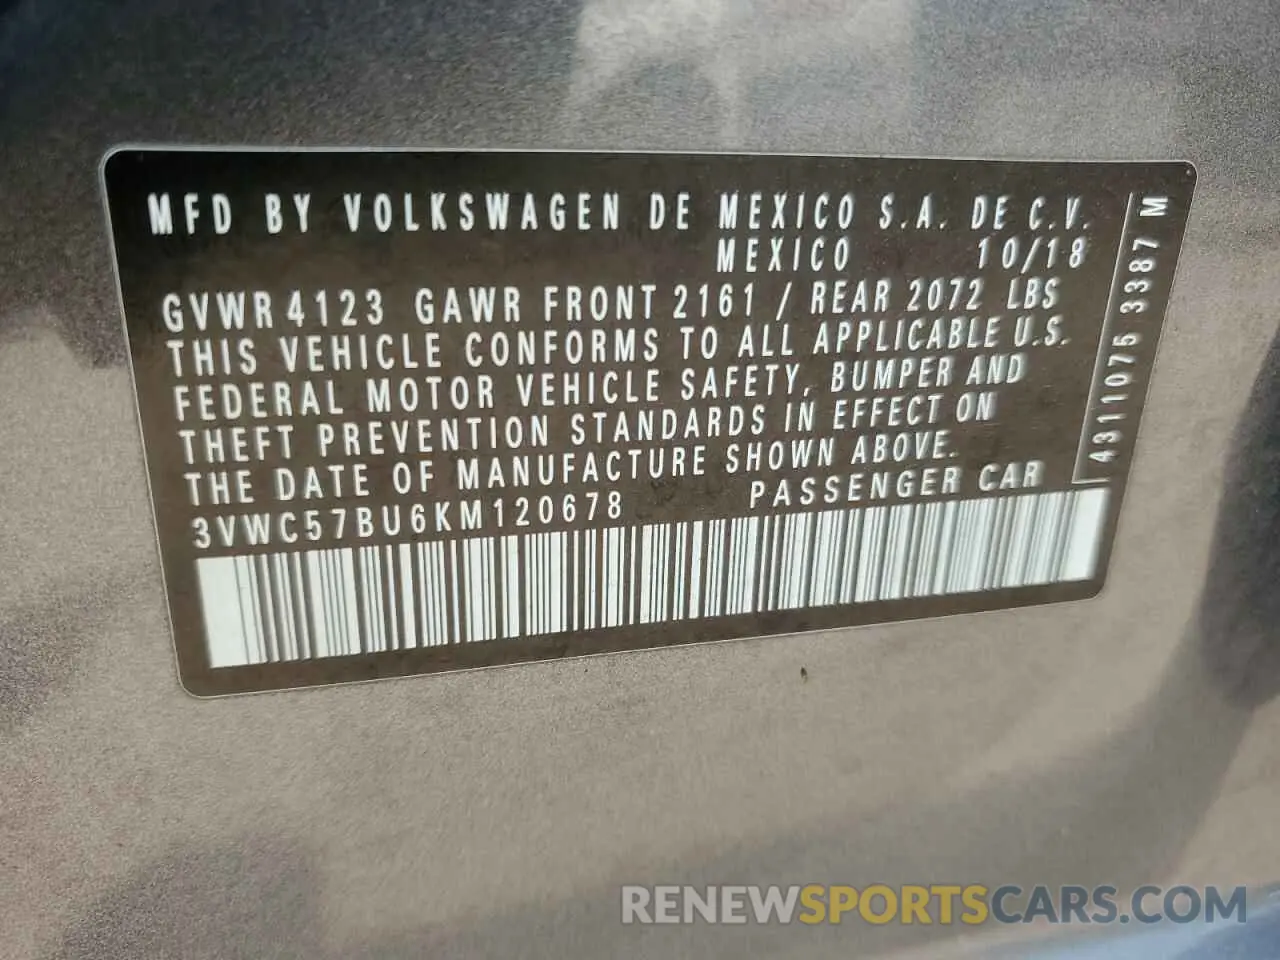 MFD BY VOLKSWAGEN DE MEXICO S.A. DE C.V.
MEXICO 10/18
GVWR 4123 GAWR FRONT 2161 / REAR 2072 LBS
THIS VEHICLE CONFORMS TO ALL APPLICABLE U.S.
FEDERAL MOTOR VEHICLE SAFETY, BUMPER AND
THEFT PREVENTION STANDARDS IN EFFECT ON
THE DATE OF MANUFACTURE SHOWN ABOVE.
3VWC57BU6KM120678 PASSENGER CAR
4311075 3387 M
RENEWSPORTSCARS.COM